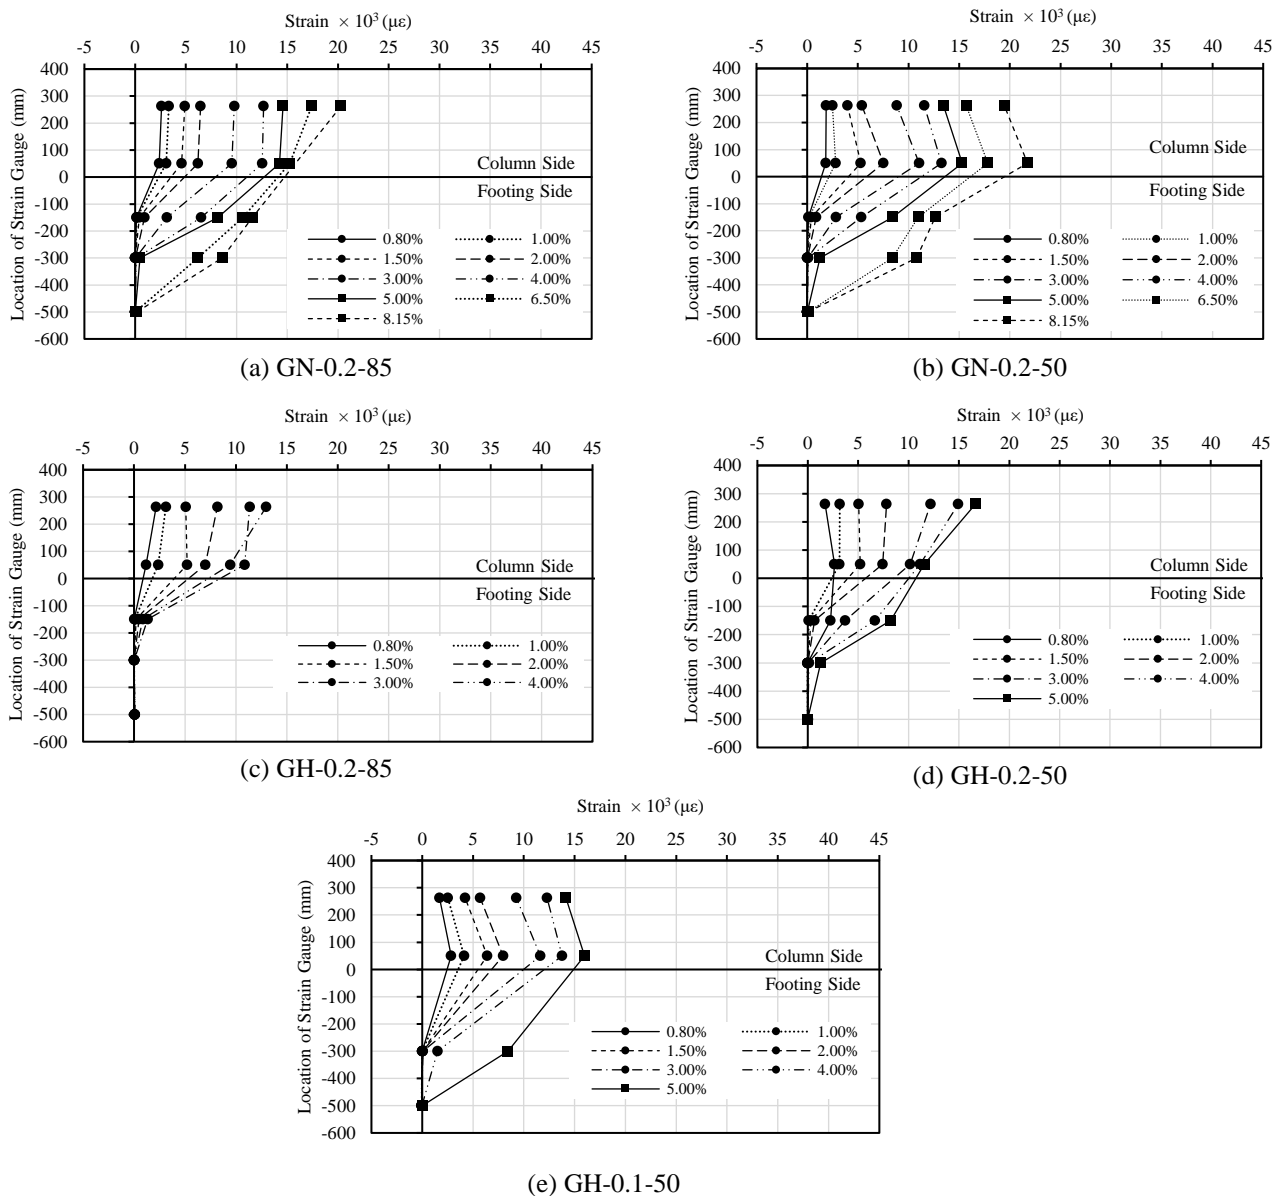 Strain × 10³ (με)
-5 0 5 10 15 20 25 30 35 40 45
400
300
200
100
0
-100
-200
-300
-400
-500
-600
Location of Strain Gauge (mm)
Column Side
Footing Side
0.80% 1.00%
1.50% 2.00%
3.00% 4.00%
5.00% 6.50%
8.15%
(a) GN-0.2-85
Strain × 10³ (με)
-5 0 5 10 15 20 25 30 35 40 45
400
300
200
100
0
-100
-200
-300
-400
-500
-600
Location of Strain Gauge (mm)
Column Side
Footing Side
0.80% 1.00%
1.50% 2.00%
3.00% 4.00%
5.00% 6.50%
8.15%
(b) GN-0.2-50
Strain × 10³ (με)
-5 0 5 10 15 20 25 30 35 40 45
400
300
200
100
0
-100
-200
-300
-400
-500
-600
Location of Strain Gauge (mm)
Column Side
Footing Side
0.80% 1.00%
1.50% 2.00%
3.00% 4.00%
(c) GH-0.2-85
Strain × 10³ (με)
-5 0 5 10 15 20 25 30 35 40 45
400
300
200
100
0
-100
-200
-300
-400
-500
-600
Location of Strain Gauge (mm)
Column Side
Footing Side
0.80% 1.00%
1.50% 2.00%
3.00% 4.00%
5.00%
(d) GH-0.2-50
Strain × 10³ (με)
-5 0 5 10 15 20 25 30 35 40 45
400
300
200
100
0
-100
-200
-300
-400
-500
-600
Location of Strain Gauge (mm)
Column Side
Footing Side
0.80% 1.00%
1.50% 2.00%
3.00% 4.00%
5.00%
(e) GH-0.1-50